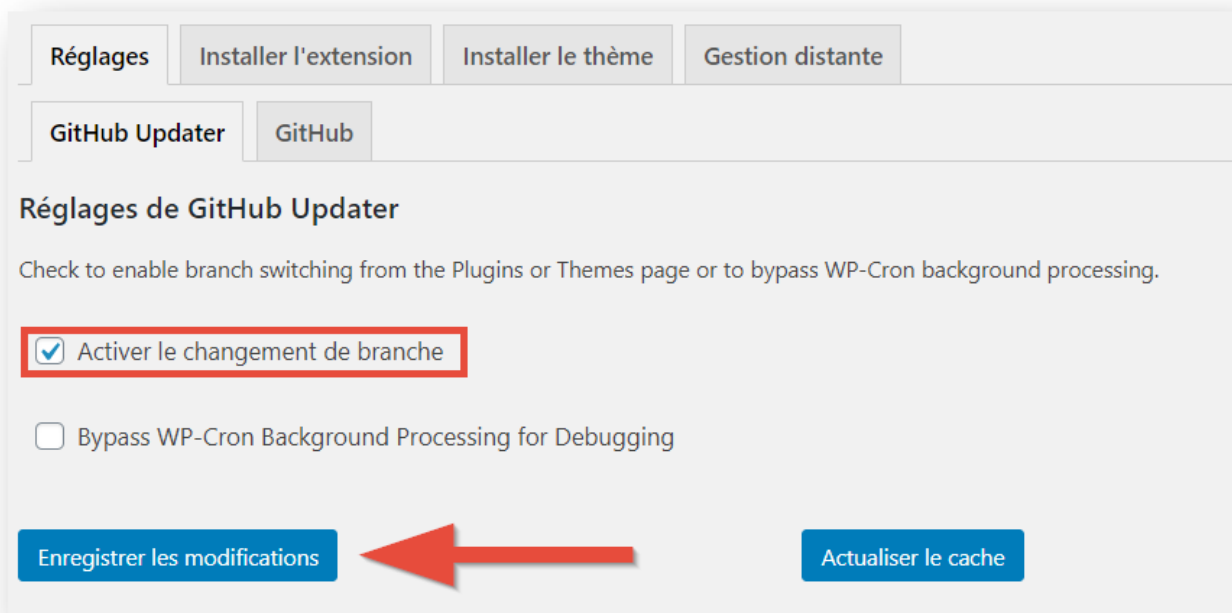 Réglages Installer l'extension Installer le thème Gestion distante
GitHub Updater GitHub
Réglages de GitHub Updater
Check to enable branch switching from the Plugins or Themes page or to bypass WP-Cron background processing.
Activer le changement de branche
Bypass WP-Cron Background Processing for Debugging
Enregistrer les modifications Actualiser le cache